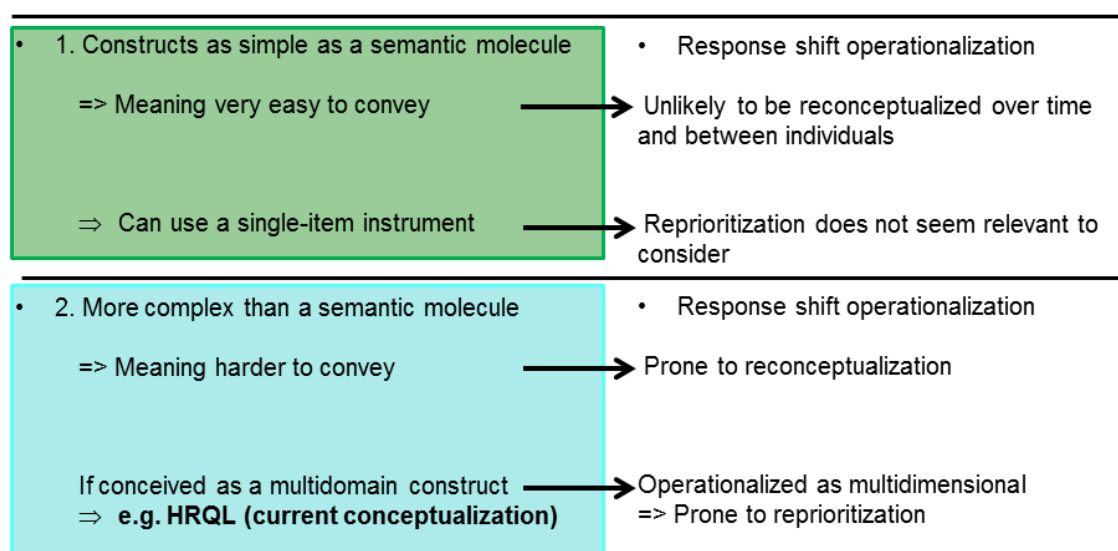 • 1. Constructs as simple as a semantic molecule
• Response shift operationalization
=> Meaning very easy to convey
Unlikely to be reconceptualized over time
and between individuals
⇒ Can use a single-item instrument
Reprioritization does not seem relevant to
consider
• 2. More complex than a semantic molecule
• Response shift operationalization
=> Meaning harder to convey
Prone to reconceptualization
If conceived as a multidomain construct
⇒ e.g. HRQL (current conceptualization)
Operationalized as multidimensional
=> Prone to reprioritization